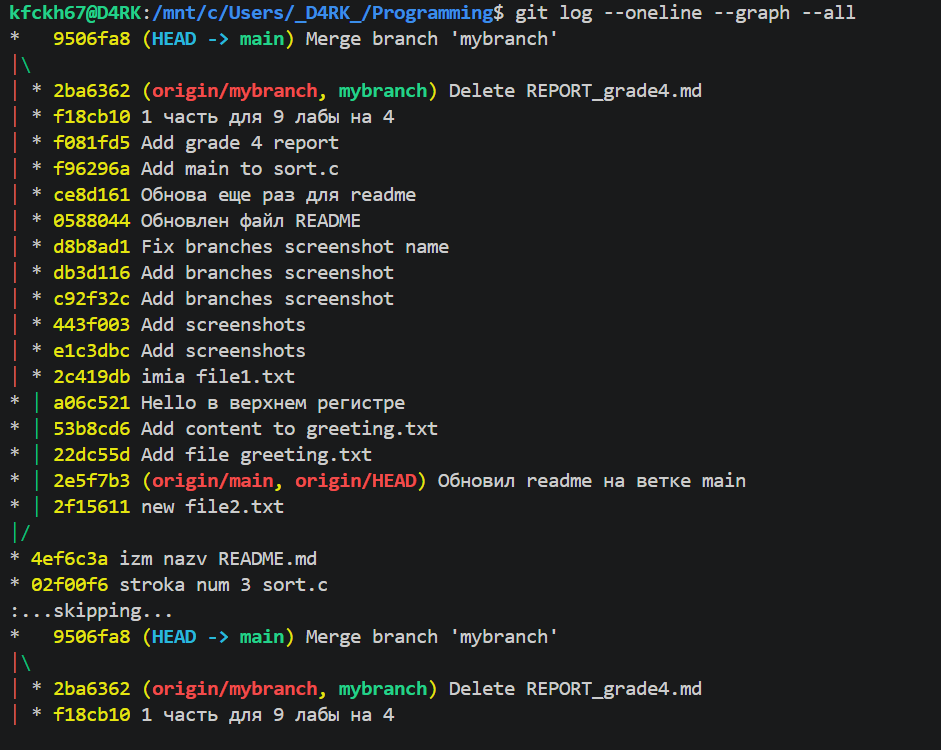 kfckh67@D4RK:/mnt/c/Users/_D4RK_/Programming$ git log --oneline --graph --all
*   9506fa8 (HEAD -> main) Merge branch 'mybranch'
|\
| * 2ba6362 (origin/mybranch, mybranch) Delete REPORT_grade4.md
| * f18cb10 1 часть для 9 лабы на 4
| * f081fd5 Add grade 4 report
| * f96296a Add main to sort.c
| * ce8d161 Обнова еще раз для readme
| * 0588044 Обновлен файл README
| * d8b8ad1 Fix branches screenshot name
| * db3d116 Add branches screenshot
| * c92f32c Add branches screenshot
| * 443f003 Add screenshots
| * e1c3dbc Add screenshots
| * 2c419db imia file1.txt
* | a06c521 Hello в верхнем регистре
* | 53b8cd6 Add content to greeting.txt
* | 22dc55d Add file greeting.txt
* | 2e5f7b3 (origin/main, origin/HEAD) Обновил readme на ветке main
* | 2f15611 new file2.txt
|/
* 4ef6c3a izm nazv README.md
* 02f00f6 stroka num 3 sort.c
:...skipping...
*   9506fa8 (HEAD -> main) Merge branch 'mybranch'
|\
| * 2ba6362 (origin/mybranch, mybranch) Delete REPORT_grade4.md
| * f18cb10 1 часть для 9 лабы на 4